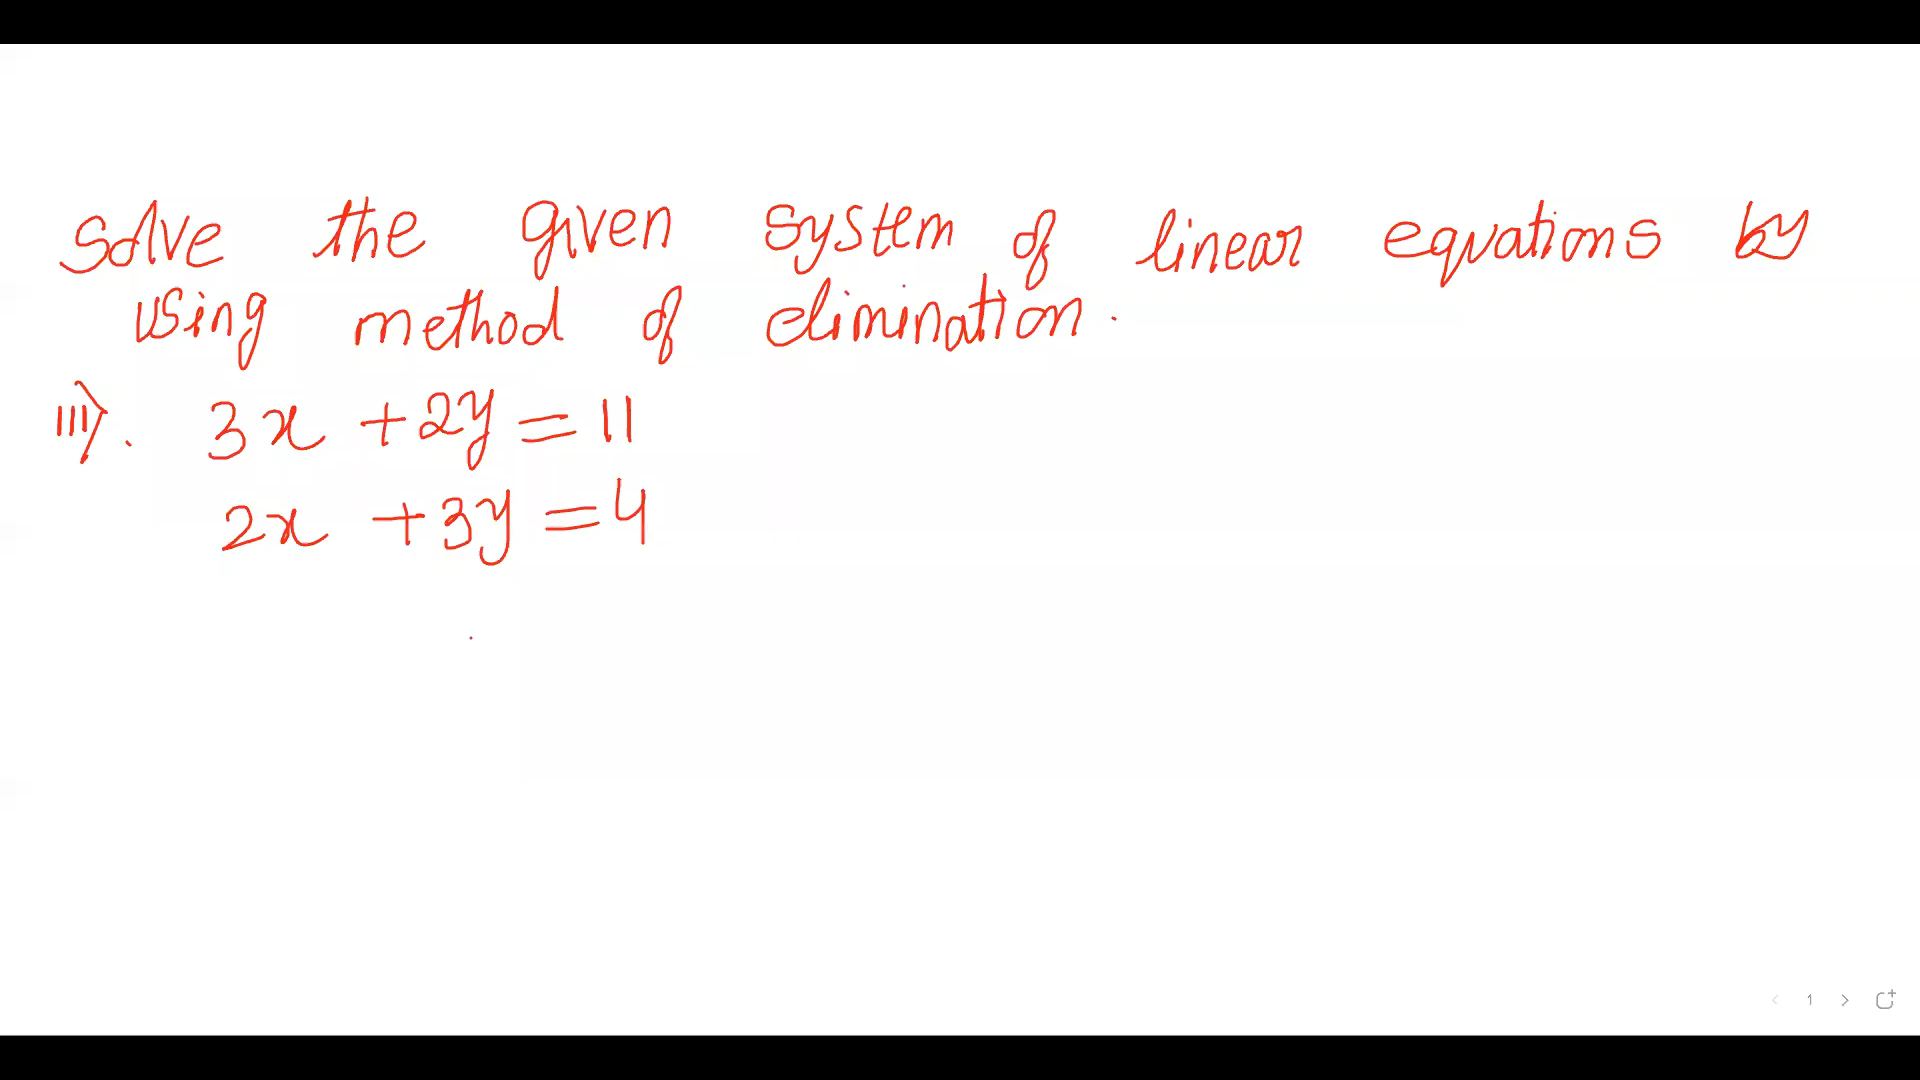 Solve the given system of linear equations by
using method of elimination.
iii). 3x + 2y = 11
2x + 3y = 4
1